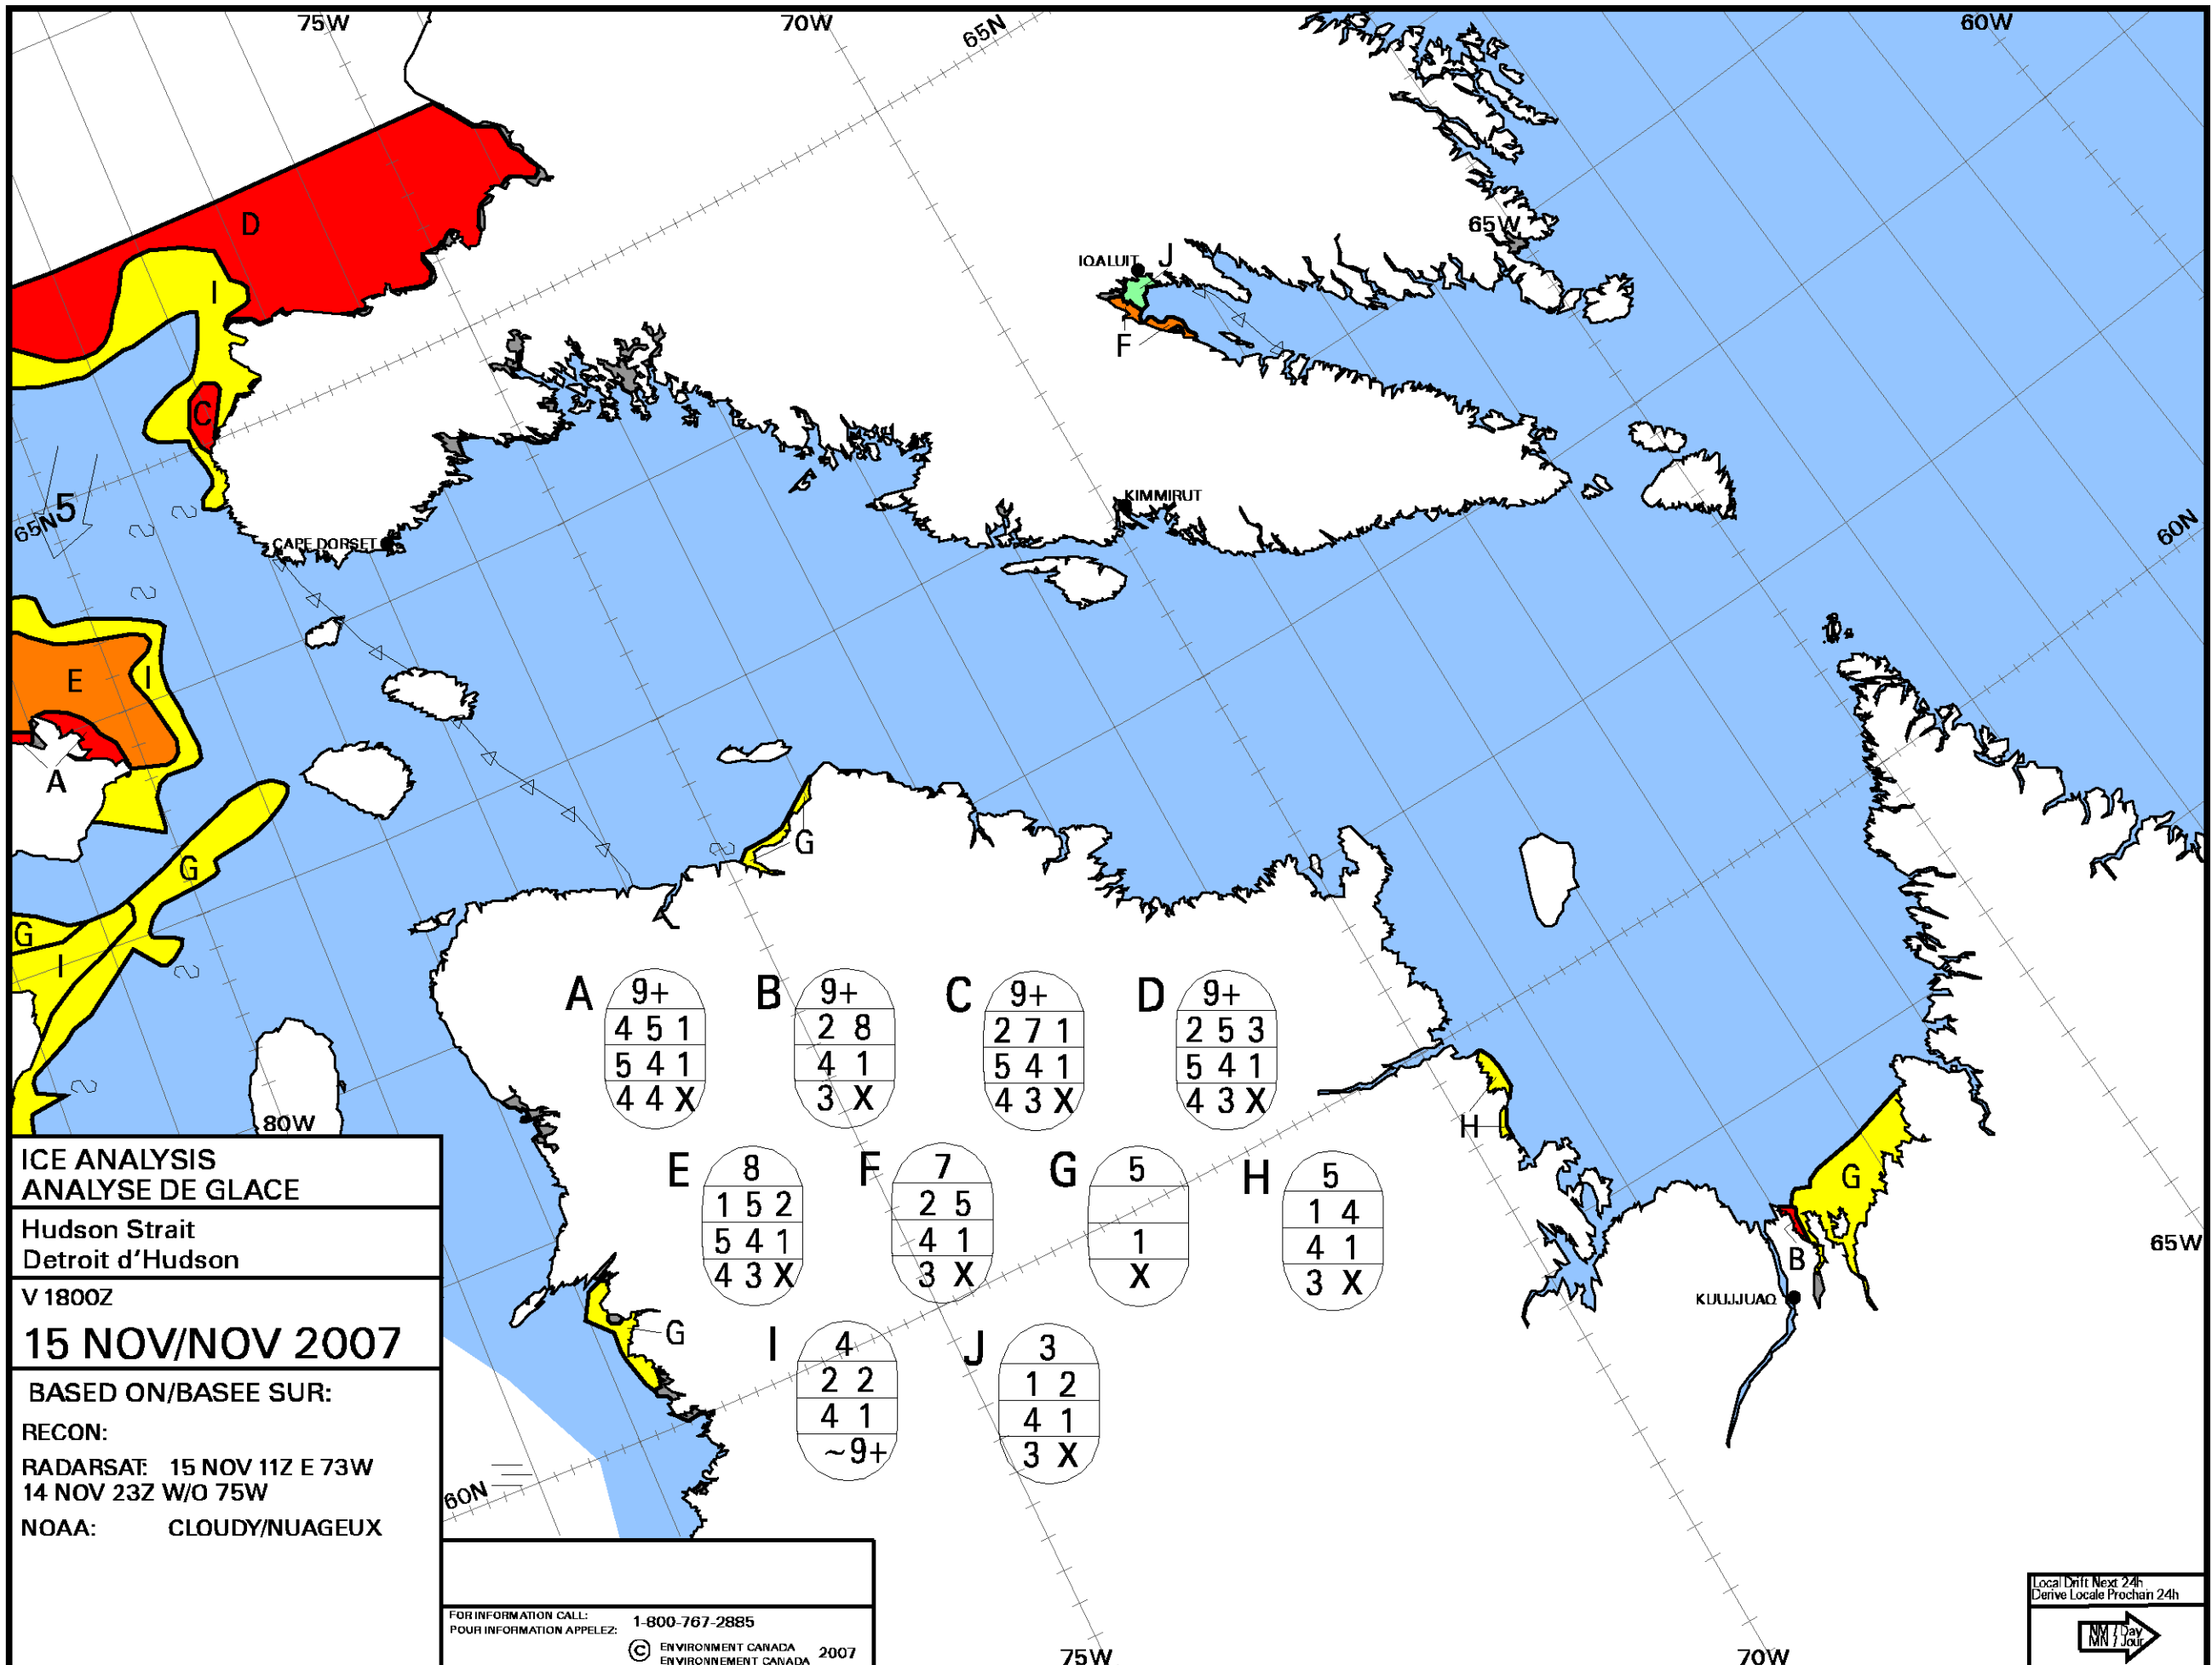 75W
70W
65N
60W
D
I
65W
IQALUIT
J
F
C
KIMMIRUT
5
65N
60N
CAPE DORSET
E
I
A
G
G
G
I
A
9+
4 5 1
5 4 1
4 4 X
B
9+
2 8
4 1
3 X
C
9+
2 7 1
5 4 1
4 3 X
D
9+
2 5 3
5 4 1
4 3 X
80W
H
E
8
1 5 2
5 4 1
4 3 X
F
7
2 5
4 1
3 X
G
5
1
X
H
5
1 4
4 1
3 X
G
B
65W
KUUJJUAQ
G
I
4
2 2
4 1
~9+
J
3
1 2
4 1
3 X
ICE ANALYSIS
ANALYSE DE GLACE
Hudson Strait
Detroit d'Hudson
V 1800Z
15 NOV/NOV 2007
BASED ON/BASEE SUR:
RECON:
RADARSAT: 15 NOV 11Z E 73W
14 NOV 23Z W/O 75W
NOAA: CLOUDY/NUAGEUX
60N
FOR INFORMATION CALL: 1-800-767-2885
POUR INFORMATION APPELEZ:
© ENVIRONMENT CANADA 2007
ENVIRONNEMENT CANADA
75W
70W
Local Drift Next 24h
Derive Locale Prochain 24h
NM / Day
MN / Jour